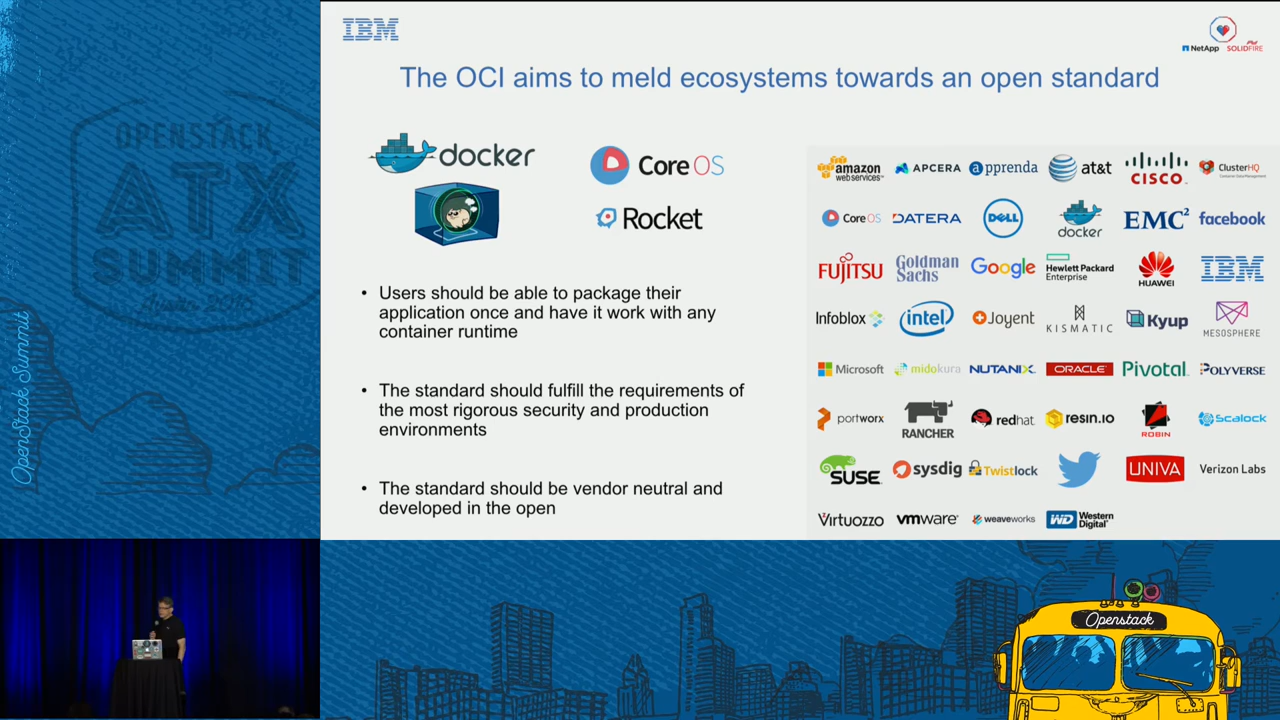 IBM
NetApp SOLIDFIRE
The OCI aims to meld ecosystems towards an open standard
docker
CoreOS
Rocket
• Users should be able to package their
application once and have it work with any
container runtime
• The standard should fulfill the requirements of
the most rigorous security and production
environments
• The standard should be vendor neutral and
developed in the open
amazon webservices™ APCERA apprenda at&t CISCO ClusterHQ
CoreOS DATERA DELL docker EMC² facebook
FUJITSU Goldman Sachs Google Hewlett Packard Enterprise HUAWEI IBM
Infoblox intel Joyent KISMATIC Kyup MESOSPHERE
Microsoft midokura NUTANIX ORACLE Pivotal POLYVERSE
portworx RANCHER redhat resin.io ROBIN Scalock
SUSE sysdig Twistlock UNIVA Verizon Labs
Virtuozzo vmware weaveworks WD Western Digital
OPENSTACK
ATX
SUMMIT
OpenStack Summit
Openstack